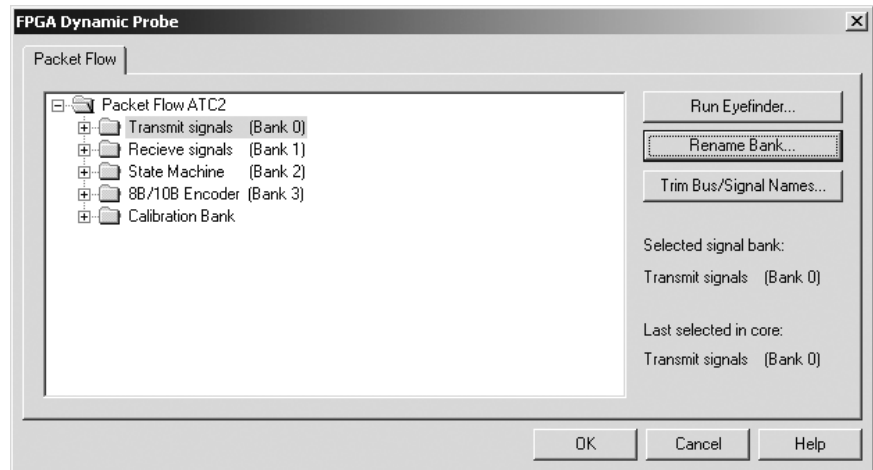 FPGA Dynamic Probe
Packet Flow
Packet Flow ATC2
Transmit signals (Bank 0)
Recieve signals (Bank 1)
State Machine (Bank 2)
8B/10B Encoder (Bank 3)
Calibration Bank
Run Eyefinder...
Rename Bank...
Trim Bus/Signal Names...
Selected signal bank:
Transmit signals (Bank 0)
Last selected in core:
Transmit signals (Bank 0)
OK
Cancel
Help